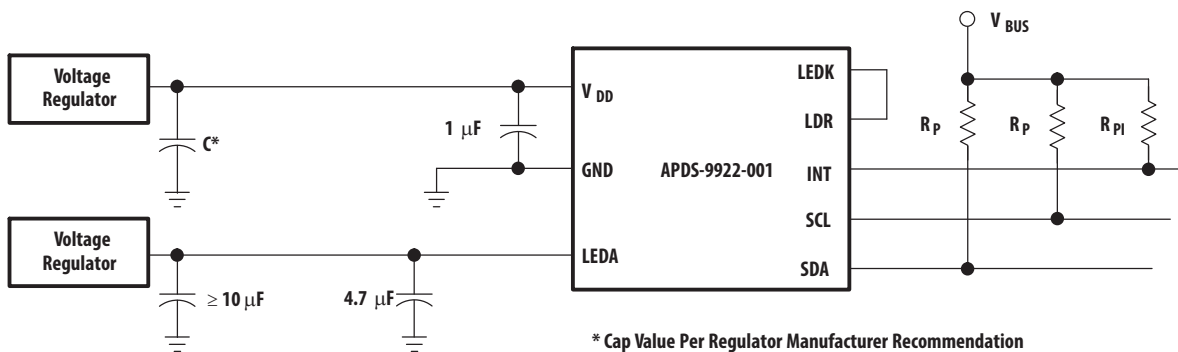 V BUS
Voltage
Regulator
C*
1 μF
V DD
GND
LEDA
APDS-9922-001
LEDK
LDR
INT
SCL
SDA
R P
R P
R PI
Voltage
Regulator
≥ 10 μF
4.7 μF
* Cap Value Per Regulator Manufacturer Recommendation